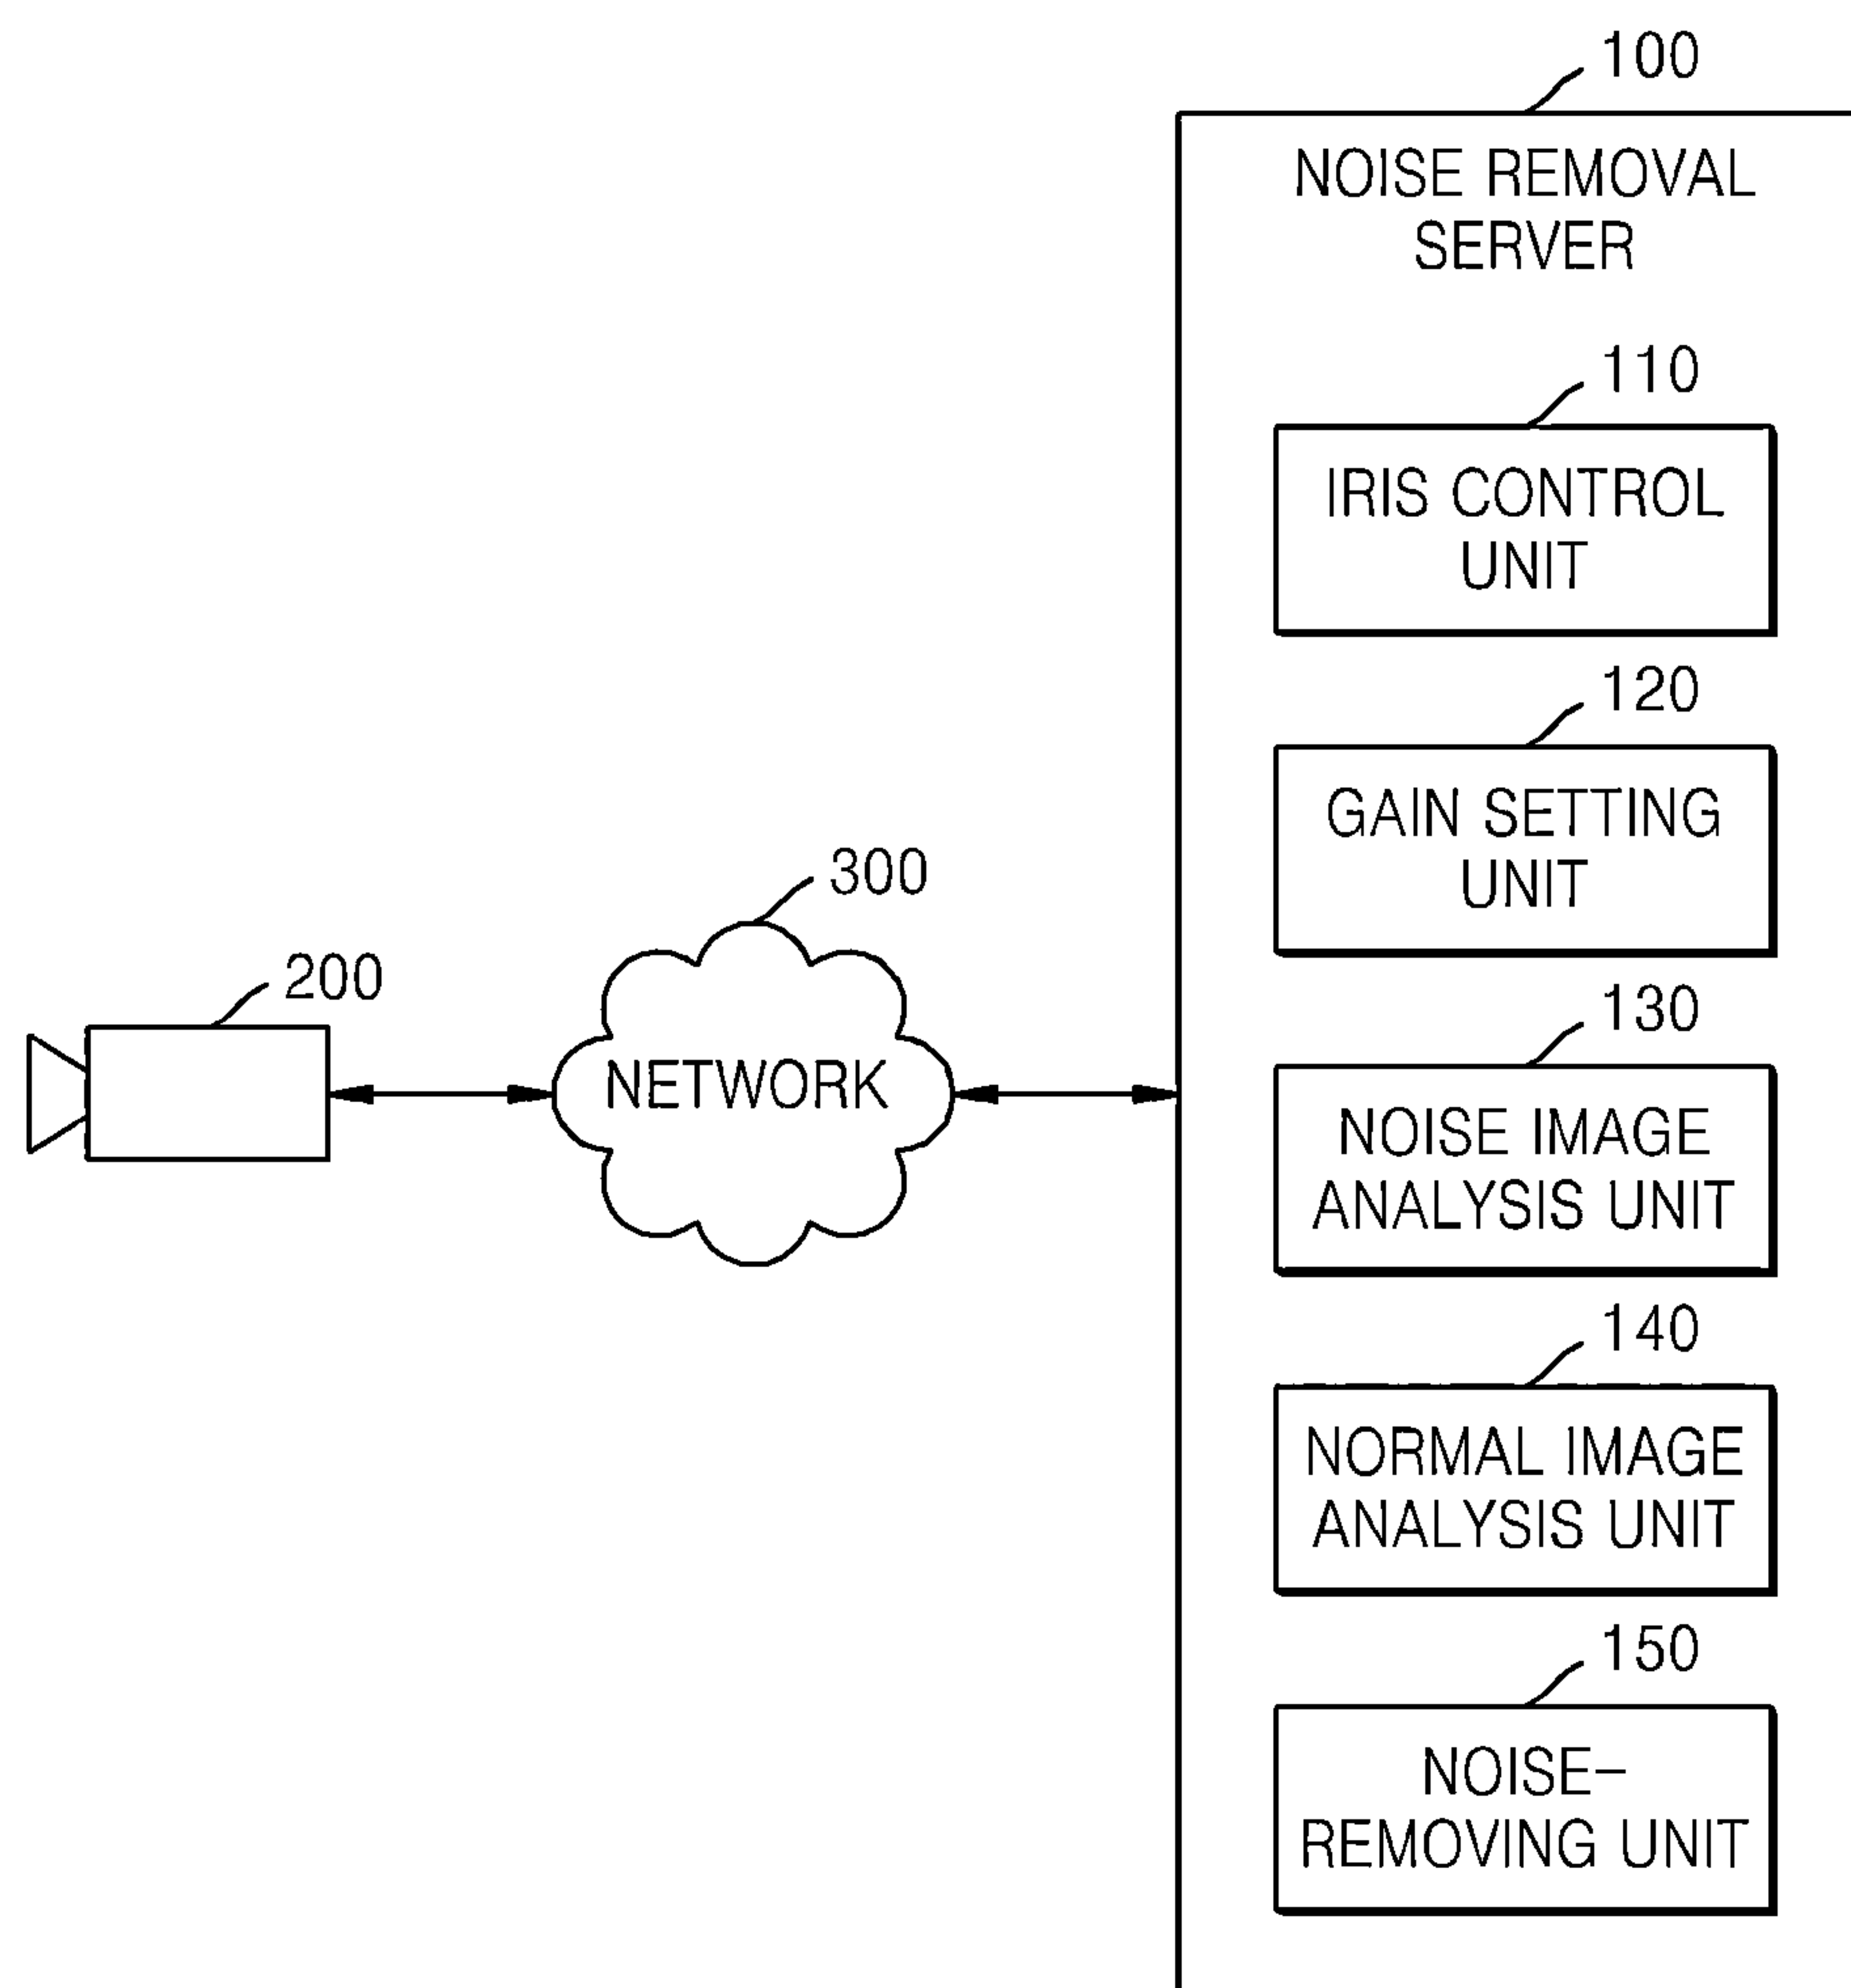 100
NOISE REMOVAL
SERVER
110
IRIS CONTROL
UNIT
120
GAIN SETTING
UNIT
300
200
NETWORK
130
NOISE IMAGE
ANALYSIS UNIT
140
NORMAL IMAGE
ANALYSIS UNIT
150
NOISE-
REMOVING UNIT